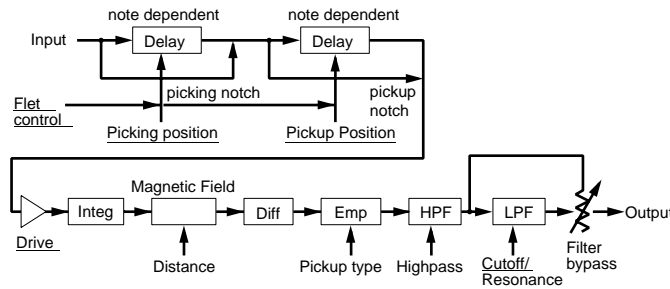 note dependent
note dependent
Input
Delay
Delay
picking notch
pickup
notch
Flet
control
Picking position
Pickup Position
Magnetic Field
Integ
Diff
Emp
HPF
LPF
Output
Drive
Distance
Pickup type
Highpass
Cutoff/
Resonance
Filter
bypass